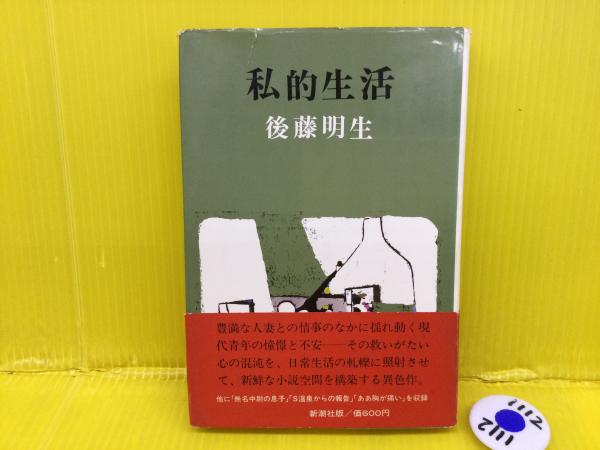 私的生活
後藤明生
豊満な人妻との情事のなかに揺れ動く現
代青年の憧憬と不安──その救いがたい
心の混沌を、日常生活の軋轢に照射させ
て、新鮮な小説空間を構築する異色作。
他に「無名中尉の息子」「S温泉からの報告」「ああ胸が痛い」を収録
新潮社版/価600円
1112
1112